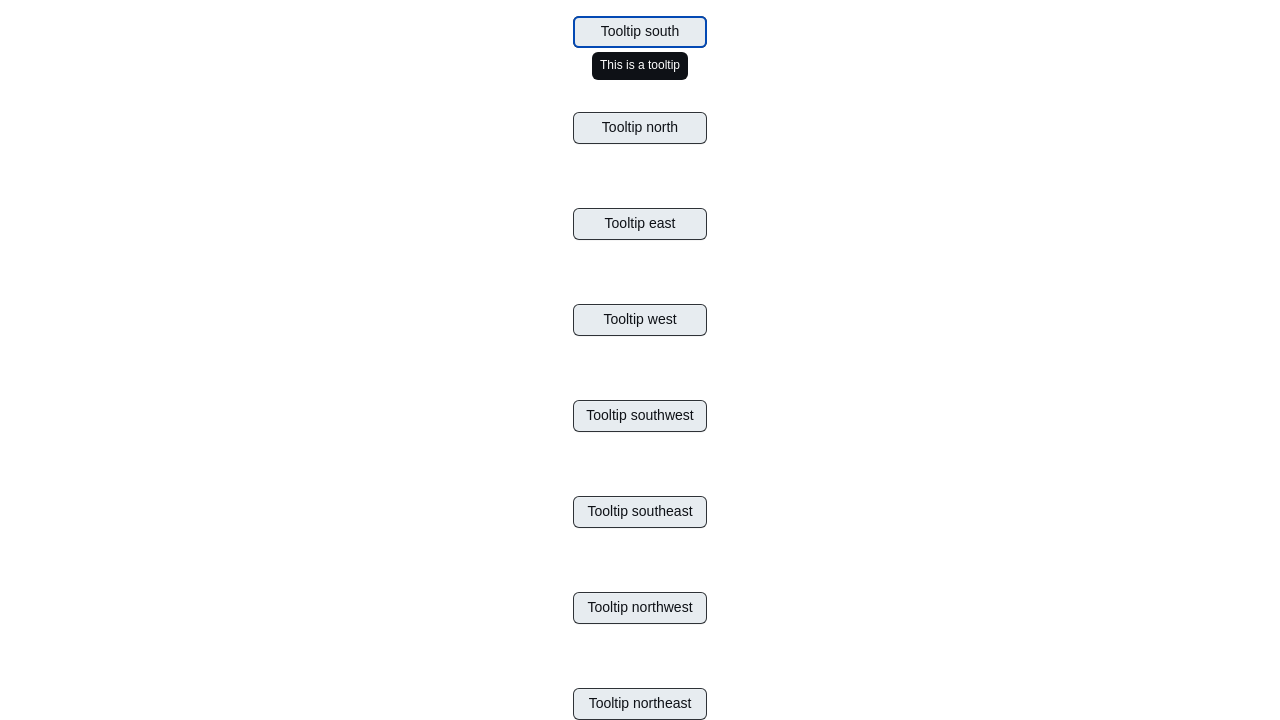 Tooltip south
This is a tooltip
Tooltip north
Tooltip east
Tooltip west
Tooltip southwest
Tooltip southeast
Tooltip northwest
Tooltip northeast